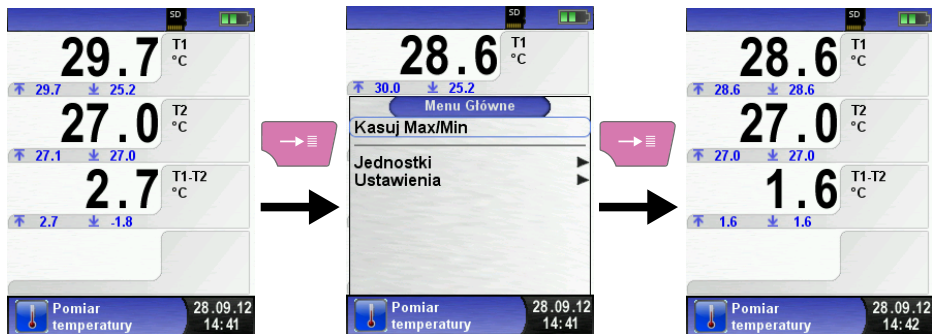 SD
29.7 T1 °C
29.7 25.2
27.0 T2 °C
27.1 27.0
2.7 T1-T2 °C
2.7 -1.8
Pomiar temperatury
28.09.12
14:41
SD
28.6 T1 °C
30.0 25.2
Menu Główne
Kasuj Max/Min
Jednostki
Ustawienia
Pomiar temperatury
28.09.12
14:41
SD
28.6 T1 °C
28.6 28.6
27.0 T2 °C
27.0 27.0
1.6 T1-T2 °C
1.6 1.6
Pomiar temperatury
28.09.12
14:42